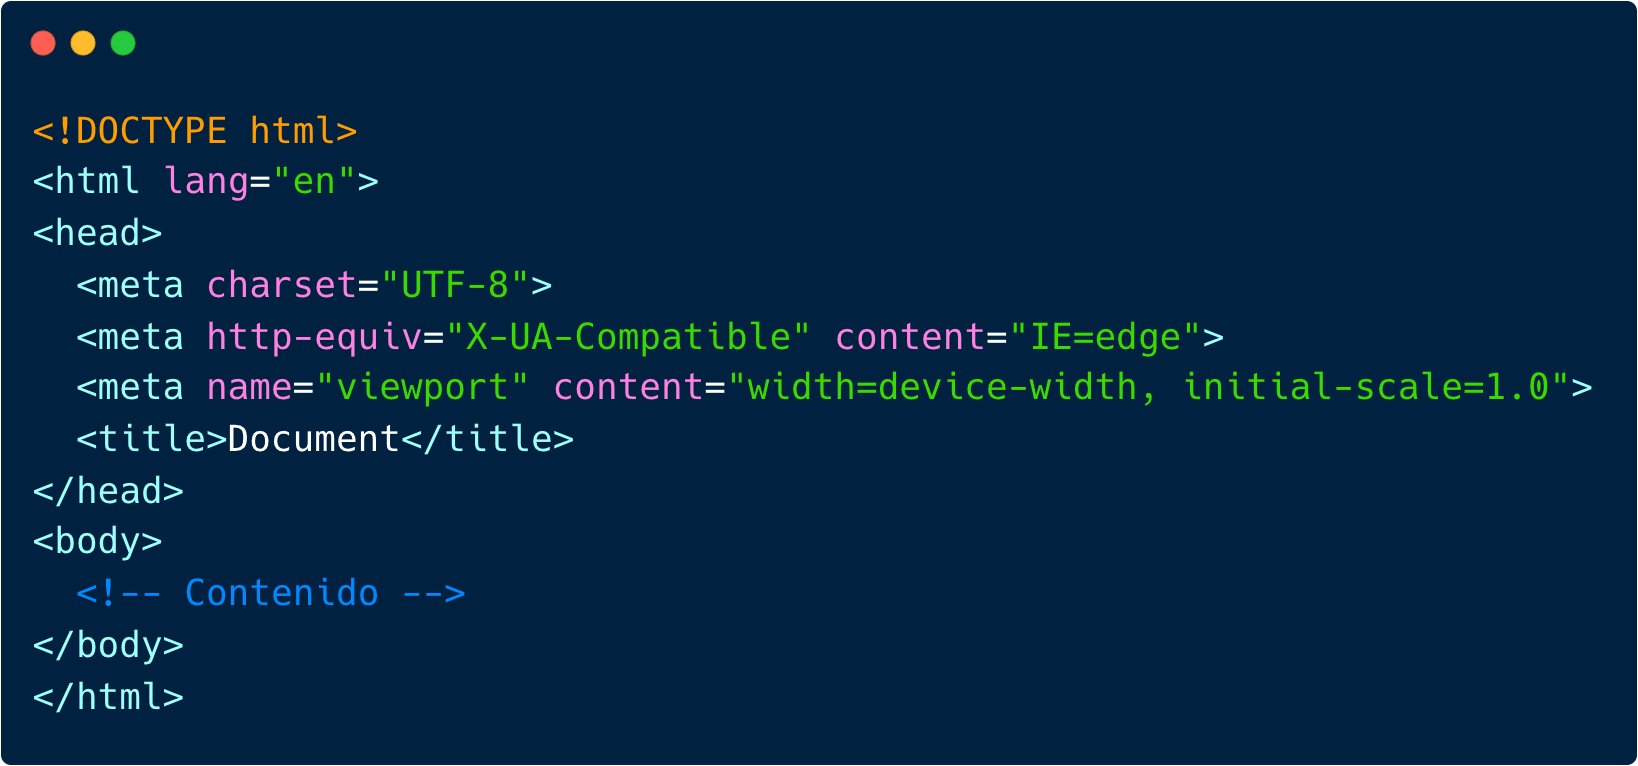 <!DOCTYPE html>
<html lang="en">
<head>
  <meta charset="UTF-8">
  <meta http-equiv="X-UA-Compatible" content="IE=edge">
  <meta name="viewport" content="width=device-width, initial-scale=1.0">
  <title>Document</title>
</head>
<body>
  <!-- Contenido -->
</body>
</html>